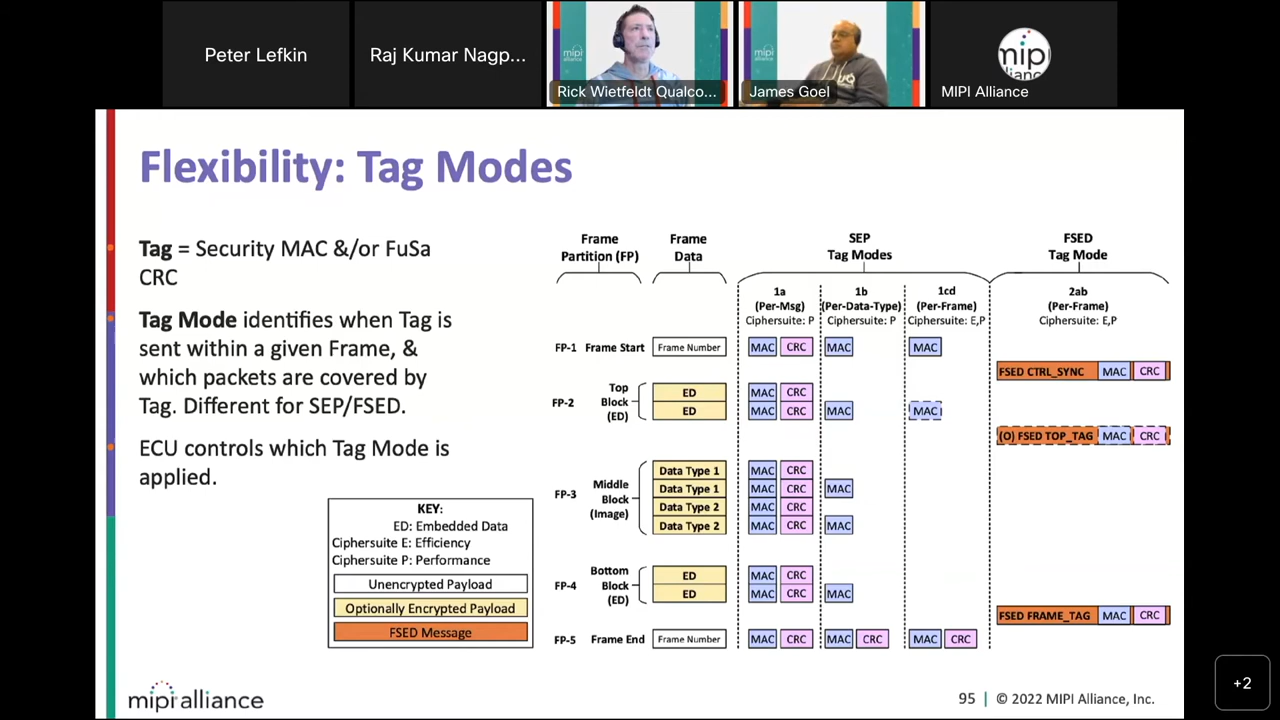 Peter Lefkin
Raj Kumar Nagp...
mipi
alliance
Rick Wietfeldt Qualco...
mipi
James Goel
mip
MIPI Alliance
Flexibility: Tag Modes
Tag = Security MAC &/or FuSa
CRC
Tag Mode identifies when Tag is
sent within a given Frame, &
which packets are covered by
Tag. Different for SEP/FSED.
ECU controls which Tag Mode is
applied.
KEY:
ED: Embedded Data
Ciphersuite E: Efficiency
Ciphersuite P: Performance
Unencrypted Payload
Optionally Encrypted Payload
FSED Message
Frame
Partition (FP)
Frame
Data
SEP
Tag Modes
FSED
Tag Mode
1a
(Per-Msg)
Ciphersuite: P
1b
(Per-Data-Type)
Ciphersuite: P
1cd
(Per-Frame)
Ciphersuite: E,P
2ab
(Per-Frame)
Ciphersuite: E,P
FP-1 Frame Start Frame Number MAC CRC MAC MAC
FSED CTRL_SYNC MAC CRC
FP-2 Top
Block
(ED)
ED MAC CRC
ED MAC CRC MAC MAC
(O) FSED TOP_TAG MAC CRC
FP-3 Middle
Block
(Image)
Data Type 1 MAC CRC
Data Type 1 MAC CRC MAC
Data Type 2 MAC CRC
Data Type 2 MAC CRC MAC
FP-4 Bottom
Block
(ED)
ED MAC CRC
ED MAC CRC MAC
FSED FRAME_TAG MAC CRC
FP-5 Frame End Frame Number MAC CRC MAC CRC MAC CRC
mipi alliance
95 | © 2022 MIPI Alliance, Inc.
+2